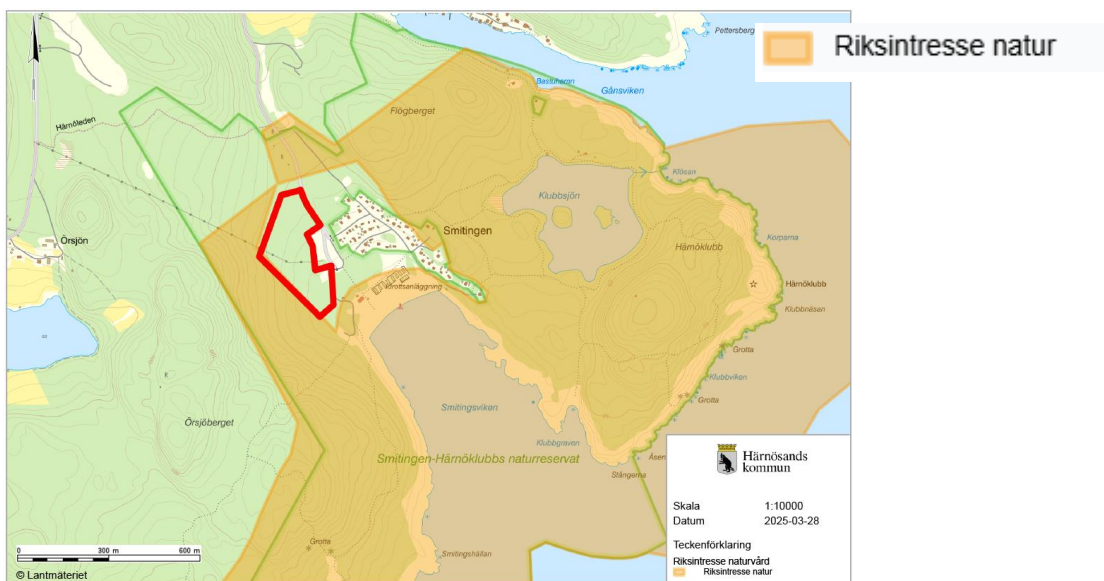 Riksintresse natur
Pettersberg
Bastuhamn
Gånsviken
Flögberget
Härnöleden
Klösan
Klubbsjön
Örsjön
Smitingen
Korparna
Härnöklubb
Härnöklubb
Idrottsanläggning
Klubbnäsan
Grotta
Klubbviken
Grotta
Smitingsviken
Örsjöberget
Klubbgraven
Smitingen-Härnöklubbs naturreservat
Åsen
Stångerna
Härnösands
kommun
Skala 1:10000
Datum 2025-03-28
Grotta
Smitingshällan
Teckenförklaring
Riksintresse naturvård
Riksintresse natur
0 300 m 600 m
© Lantmäteriet